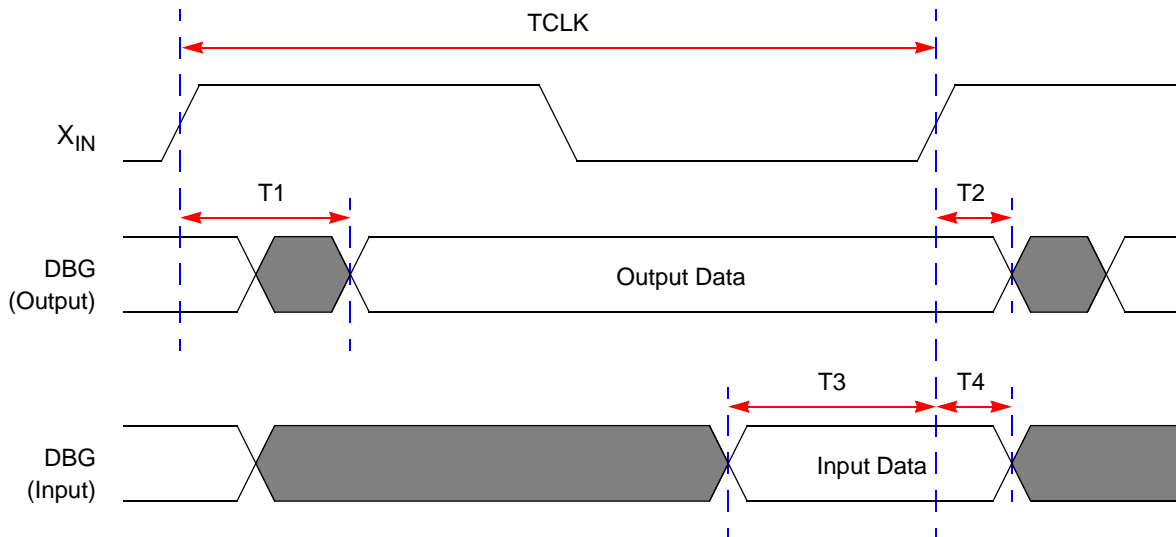 TCLK
XIN
T1
T2
DBG
(Output)
Output Data
T3
T4
DBG
(Input)
Input Data